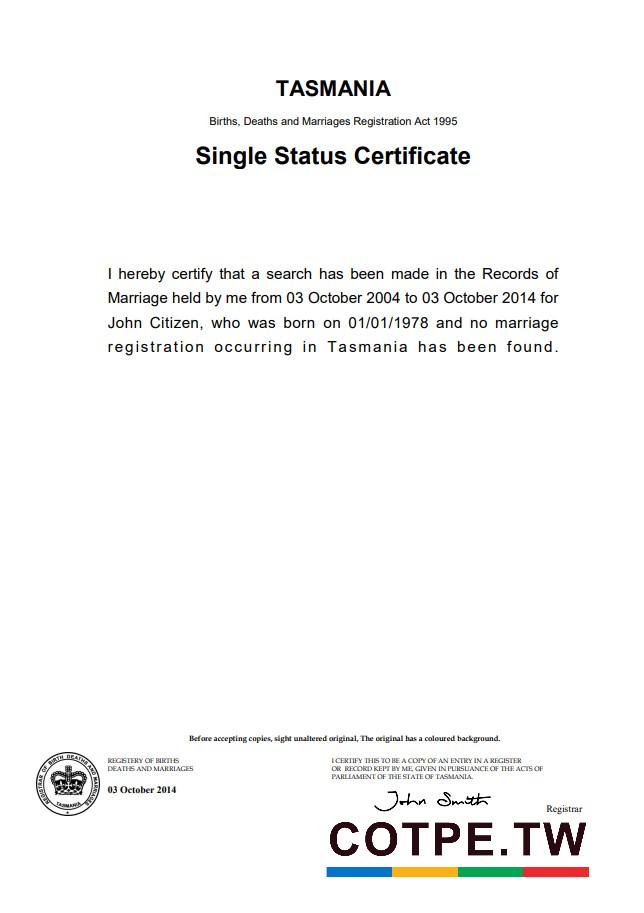 TASMANIA
Births, Deaths and Marriages Registration Act 1995
Single Status Certificate
I hereby certify that a search has been made in the Records of
Marriage held by me from 03 October 2004 to 03 October 2014 for
John Citizen, who was born on 01/01/1978 and no marriage
registration occurring in Tasmania has been found.
Before accepting copies, sight unaltered original, The original has a coloured background.
REGISTRAR OF BIRTH DEATHS AND MARRIAGES
TASMANIA
REGISTERY OF BIRTHS
DEATHS AND MARRIAGES
03 October 2014
I CERTIFY THIS TO BE A COPY OF AN ENTRY IN A REGISTER
OR RECORD KEPT BY ME, GIVEN IN PURSUANCE OF THE ACTS OF
PARLIAMENT OF THE STATE OF TASMANIA.
John Smith
Registrar
COTPE.TW